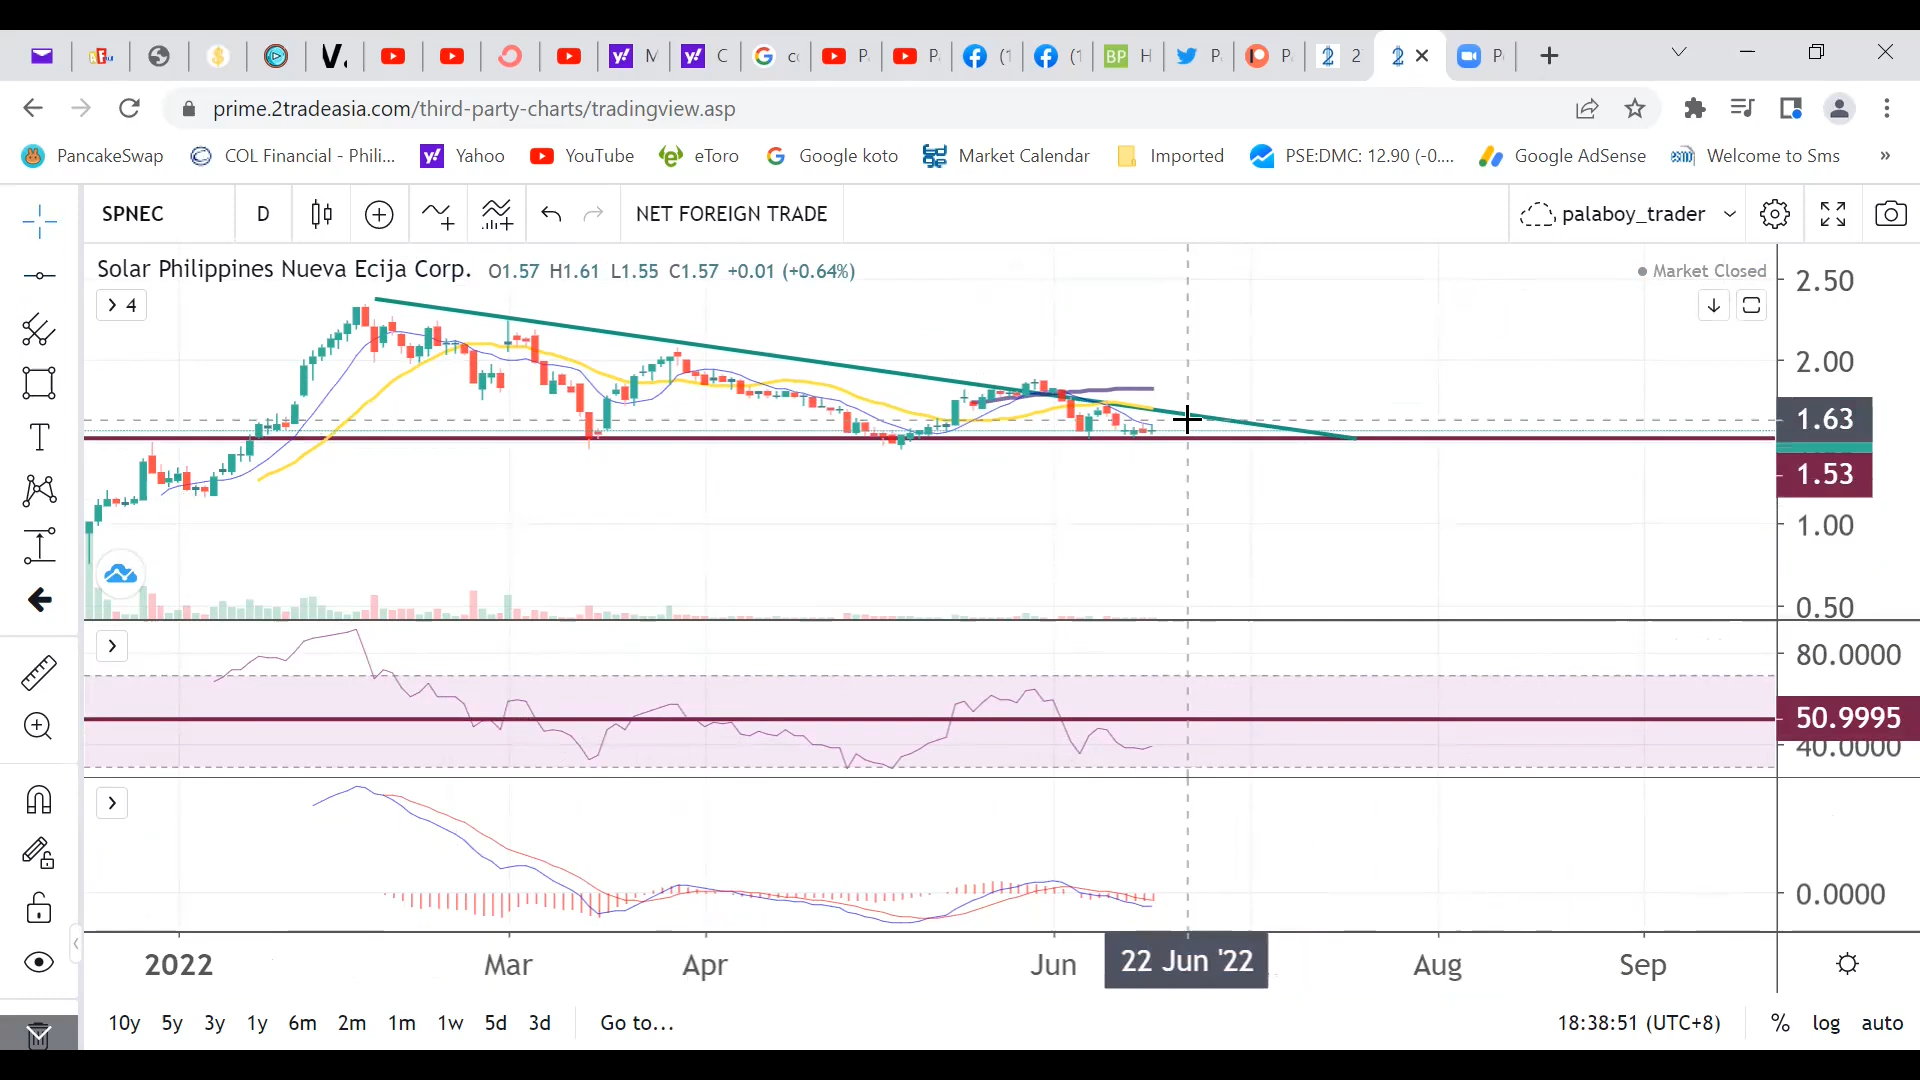 M C cc P P (1 (1 H P P 2 P
prime.2tradeasia.com/third-party-charts/tradingview.asp
PancakeSwap COL Financial - Phili... Yahoo YouTube eToro Google koto Market Calendar Imported PSE:DMC: 12.90 (-0.... Google AdSense Welcome to Sms »
SPNEC D NET FOREIGN TRADE palaboy_trader
Solar Philippines Nueva Ecija Corp. O1.57 H1.61 L1.55 C1.57 +0.01 (+0.64%) Market Closed
4
2.50
2.00
1.63
1.53
1.00
0.50
80.0000
50.9995
40.0000
0.0000
2022 Mar Apr Jun 22 Jun '22 Aug Sep
10y 5y 3y 1y 6m 2m 1m 1w 5d 3d Go to... 18:38:51 (UTC+8) % log auto